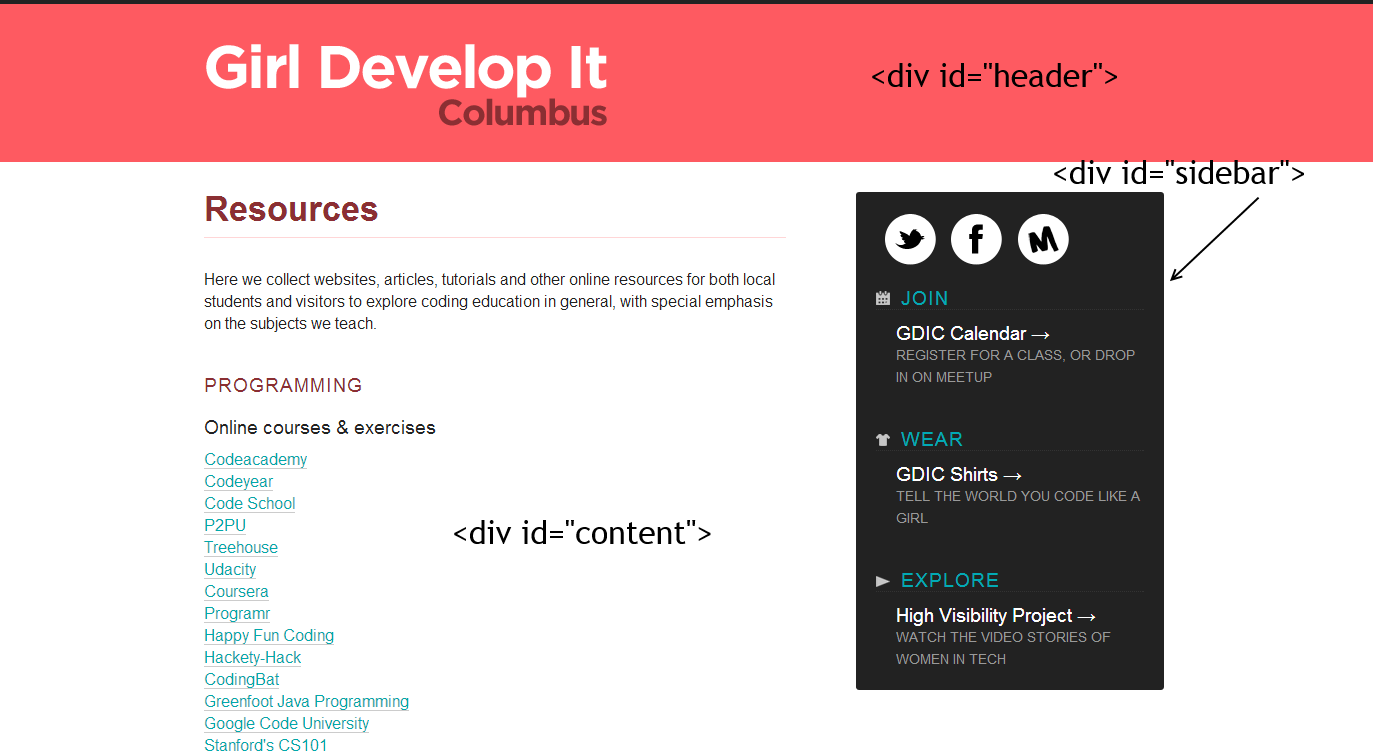 Girl Develop It
Columbus
<div id="header">
<div id="sidebar">
Resources
Here we collect websites, articles, tutorials and other online resources for both local
students and visitors to explore coding education in general, with special emphasis
on the subjects we teach.
PROGRAMMING
Online courses & exercises
Codeacademy
Codeyear
Code School
P2PU
Treehouse
Udacity
Coursera
Programr
Happy Fun Coding
Hackety-Hack
CodingBat
Greenfoot Java Programming
Google Code University
Stanford's CS101
<div id="content">
JOIN
GDIC Calendar →
REGISTER FOR A CLASS, OR DROP
IN ON MEETUP
WEAR
GDIC Shirts →
TELL THE WORLD YOU CODE LIKE A
GIRL
EXPLORE
High Visibility Project →
WATCH THE VIDEO STORIES OF
WOMEN IN TECH